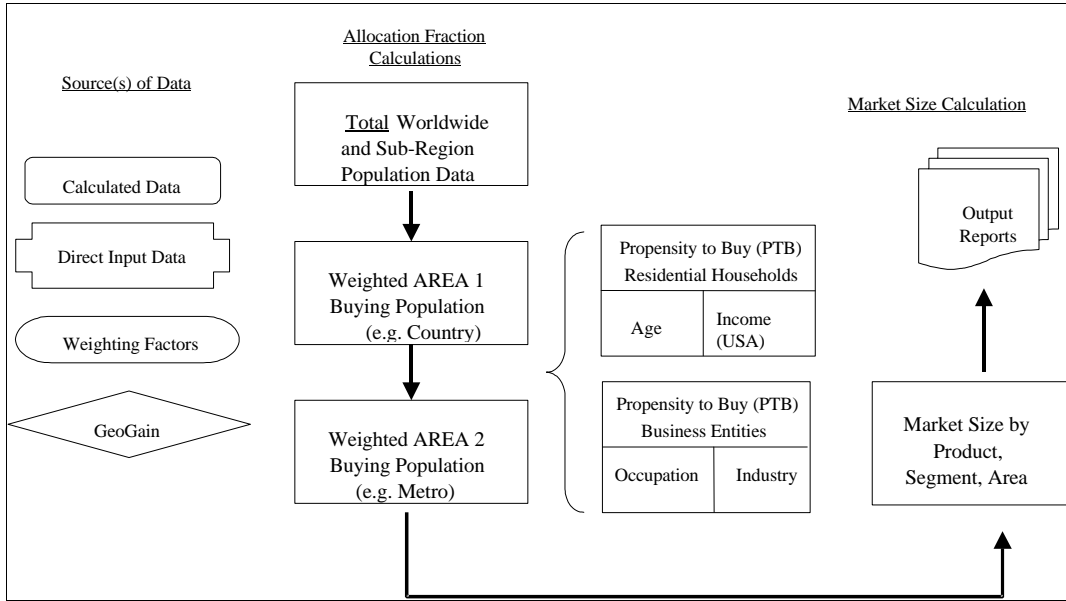 Allocation Fraction
Calculations
Source(s) of Data
Market Size Calculation
Total Worldwide
and Sub-Region
Population Data
Calculated Data
Direct Input Data
Weighting Factors
GeoGain
Weighted AREA 1
Buying Population
(e.g. Country)
Weighted AREA 2
Buying Population
(e.g. Metro)
Propensity to Buy (PTB)
Residential Households
Age
Income
(USA)
Propensity to Buy (PTB)
Business Entities
Occupation
Industry
Output
Reports
Market Size by
Product,
Segment, Area